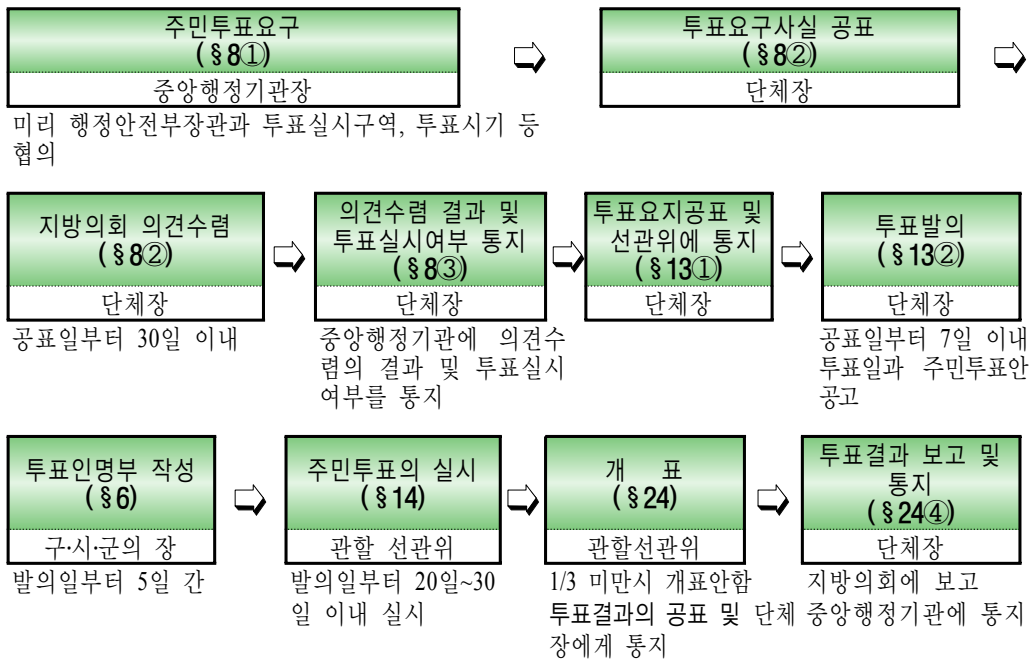 주민투표요구
(§8①)
중앙행정기관장
미리 행정안전부장관과 투표실시구역, 투표시기 등
협의
투표요구사실 공표
(§8②)
단체장
지방의회 의견수렴
(§8②)
단체장
공표일부터 30일 이내
의견수렴 결과 및
투표실시여부 통지
(§8③)
단체장
중앙행정기관에 의견수
렴의 결과 및 투표실시
여부를 통지
투표요지공표 및
선관위에 통지
(§13①)
단체장
투표발의
(§13②)
단체장
공표일부터 7일 이내
투표일과 주민투표안
공고
투표인명부 작성
(§6)
구·시·군의 장
발의일부터 5일 간
주민투표의 실시
(§14)
관할 선관위
발의일부터 20일~30
일 이내 실시
개 표
(§24)
관할선관위
1/3 미만시 개표안함
투표결과의 공표 및 단체
장에게 통지
투표결과 보고 및
통지
(§24④)
단체장
지방의회에 보고
중앙행정기관에 통지